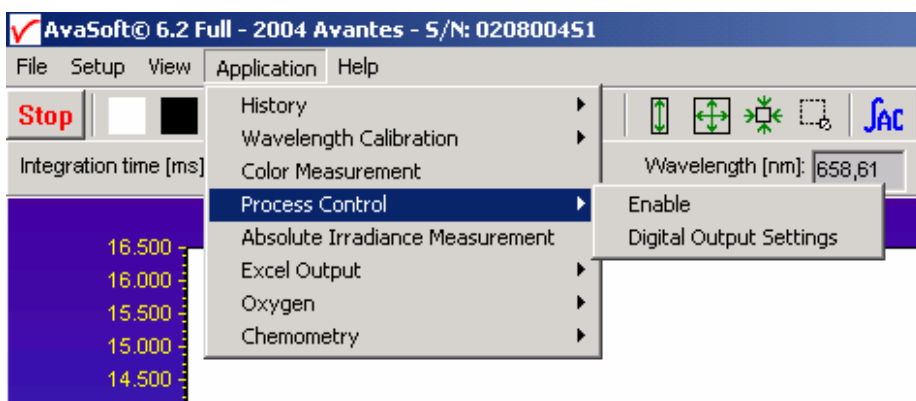 AvaSoft© 6.2 Full - 2004 Avantes - S/N: 0208004S1
File Setup View Application Help
Stop
History
Wavelength Calibration
Color Measurement
Process Control
Absolute Irradiance Measurement
Excel Output
Oxygen
Chemometry
Enable
Digital Output Settings
∫AC
Integration time [ms]
Wavelength [nm]: 658,61
16.500
16.000
15.500
15.000
14.500